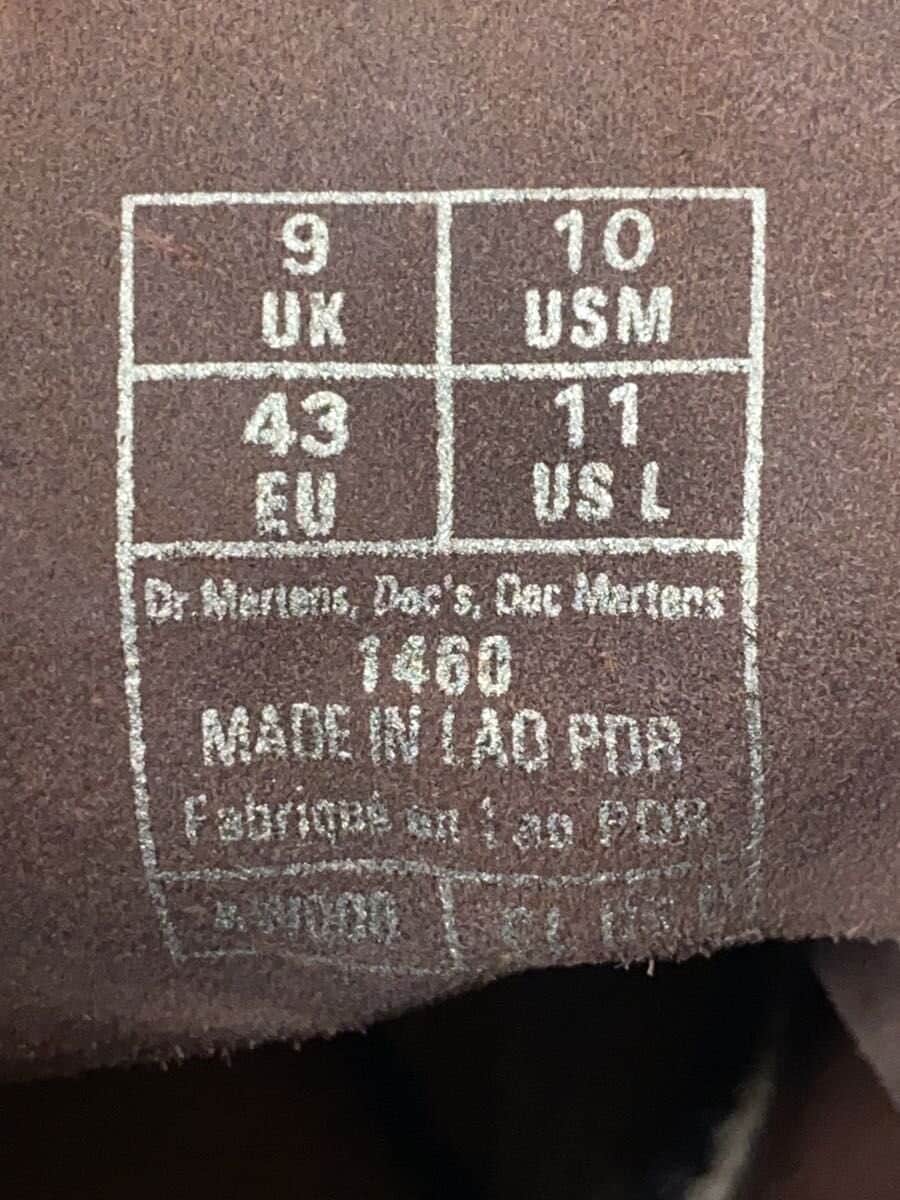 9
UK
10
USM
43
EU
11
US L
Dr. Martens, Doc's, Doc Martens
1460
MADE IN LAO PDR
Fabriqué en Lao PDR